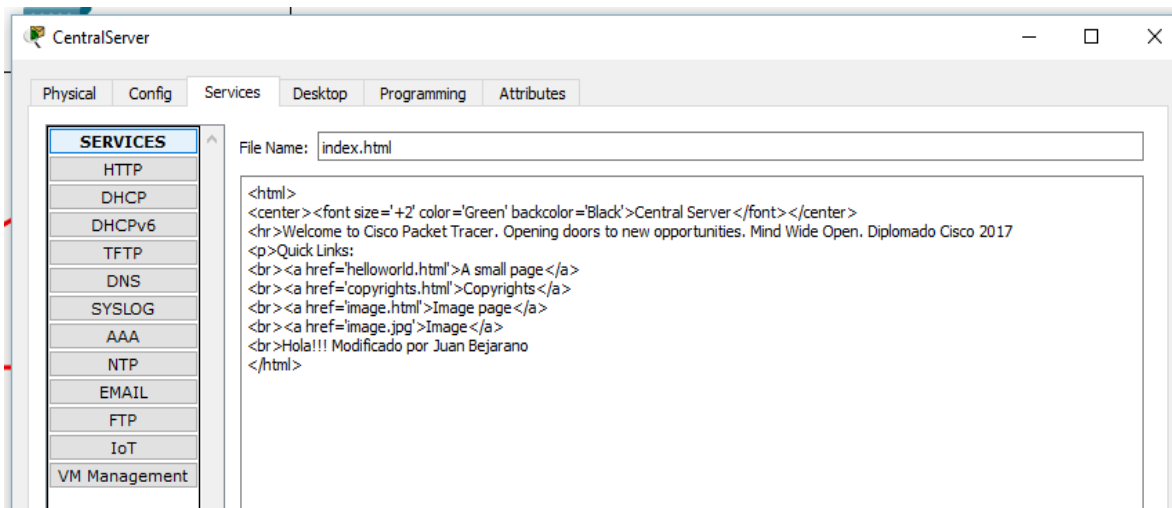 CentralServer
Physical Config Services Desktop Programming Attributes
SERVICES
HTTP
DHCP
DHCPv6
TFTP
DNS
SYSLOG
AAA
NTP
EMAIL
FTP
IoT
VM Management
File Name: index.html
<html>
<center><font size='+2' color='Green' backcolor='Black'>Central Server</font></center>
<hr>Welcome to Cisco Packet Tracer. Opening doors to new opportunities. Mind Wide Open. Diplomado Cisco 2017
<p>Quick Links:
<br><a href='helloworld.html'>A small page</a>
<br><a href='copyrights.html'>Copyrights</a>
<br><a href='image.html'>Image page</a>
<br><a href='image.jpg'>Image</a>
<br>Hola!!! Modificado por Juan Bejarano
</html>